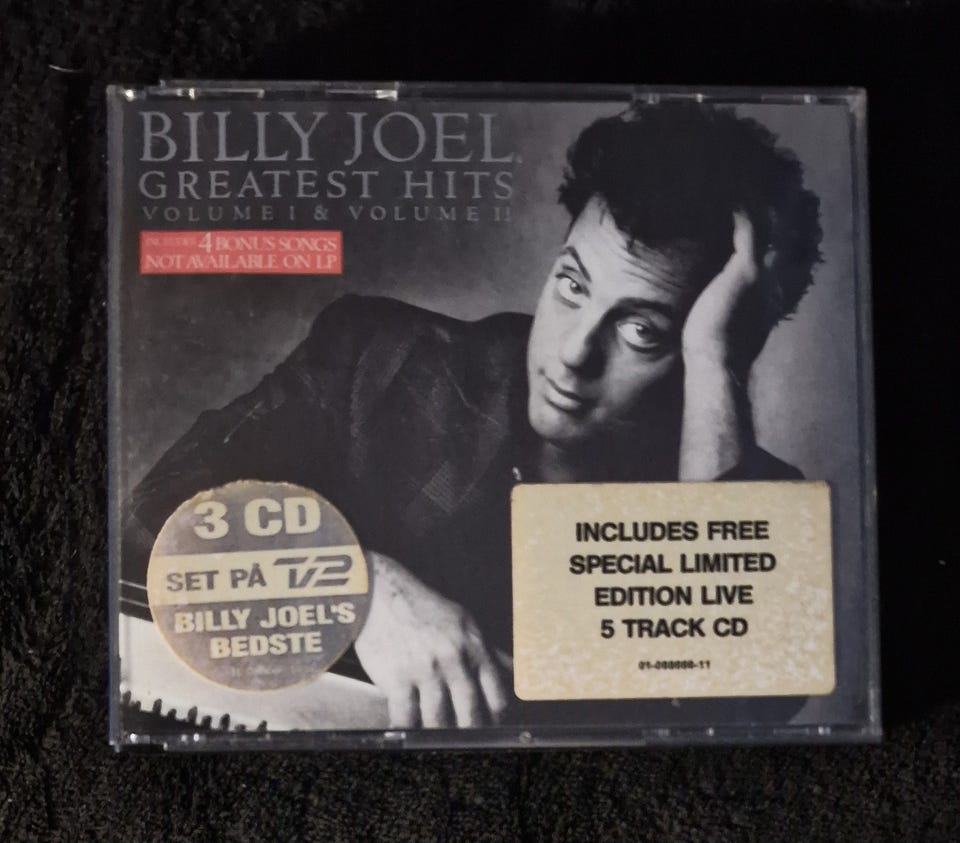 BILLY JOEL
GREATEST HITS
VOLUME I & VOLUME II
INCLUDES 4 BONUS SONGS
NOT AVAILABLE ON LP
3 CD
SET PÅ TV2
BILLY JOEL'S
BEDSTE
INCLUDES FREE
SPECIAL LIMITED
EDITION LIVE
5 TRACK CD